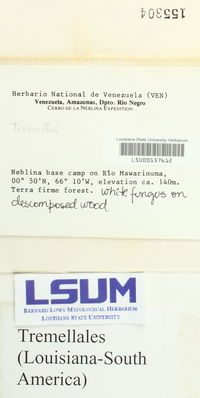 155304
Herbario National de Venezuela (VEN)
Venezuela, Amazonas, Dpto. Río Negro
Cerro de la Neblina Expedition
Louisiana State University Herbarium
LSU00157612
Neblina base camp on Río Mawarinuma,
00° 50'N, 66° 10'W, elevation ca. 140m.
Terra firme forest. White fungus on
descomposed wood
LSUM
Bernard Lowy Mycological Herbarium
Louisiana State University
Tremellales
(Louisiana-South
America)